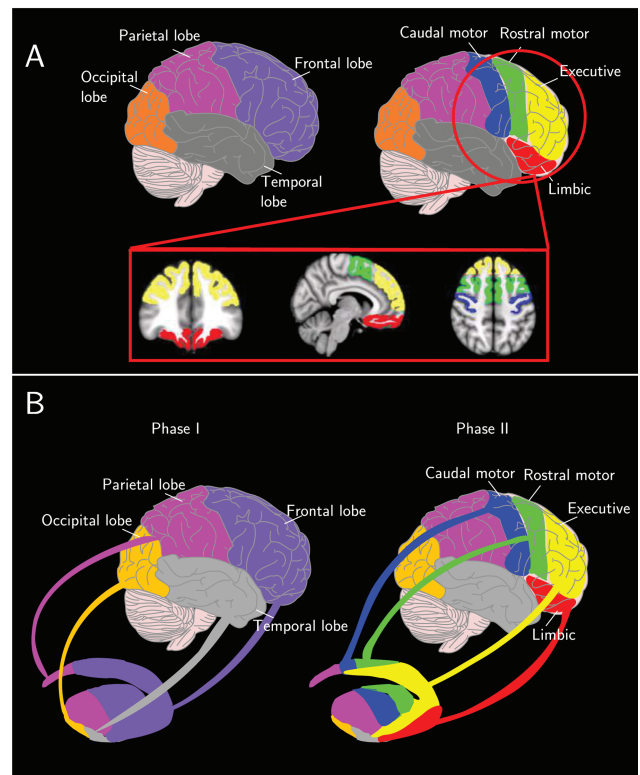 A
Parietal lobe
Frontal lobe
Occipital
lobe
Temporal
lobe
Caudal motor
Rostral motor
Executive
Limbic
B
Phase I
Phase II
Parietal lobe
Frontal lobe
Occipital lobe
Temporal lobe
Caudal motor
Rostral motor
Executive
Limbic